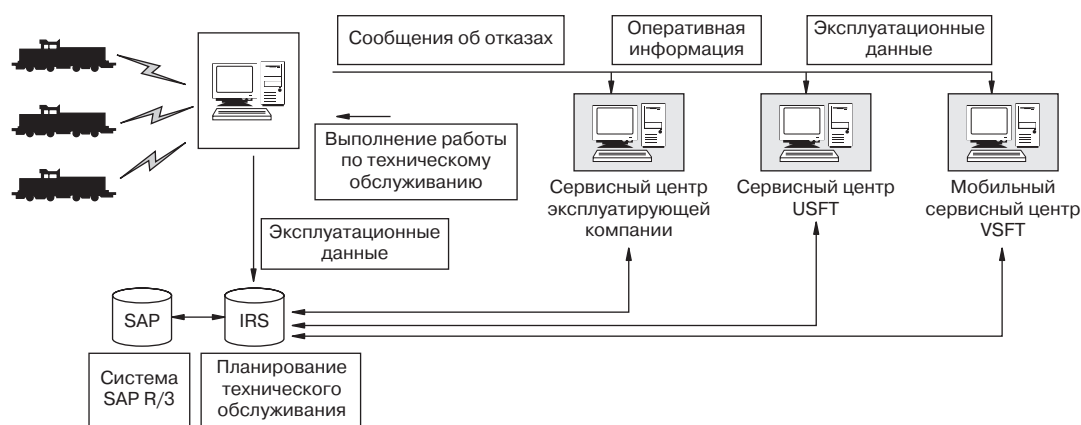 Сообщения об отказах
Оперативная
информация
Эксплуатационные
данные
Выполнение работы
по техническому
обслуживанию
Сервисный центр
эксплуатирующей
компании
Сервисный центр
USFT
Мобильный
сервисный центр
VSFT
Эксплуатационные
данные
SAP
IRS
Система
SAP R/3
Планирование
технического
обслуживания